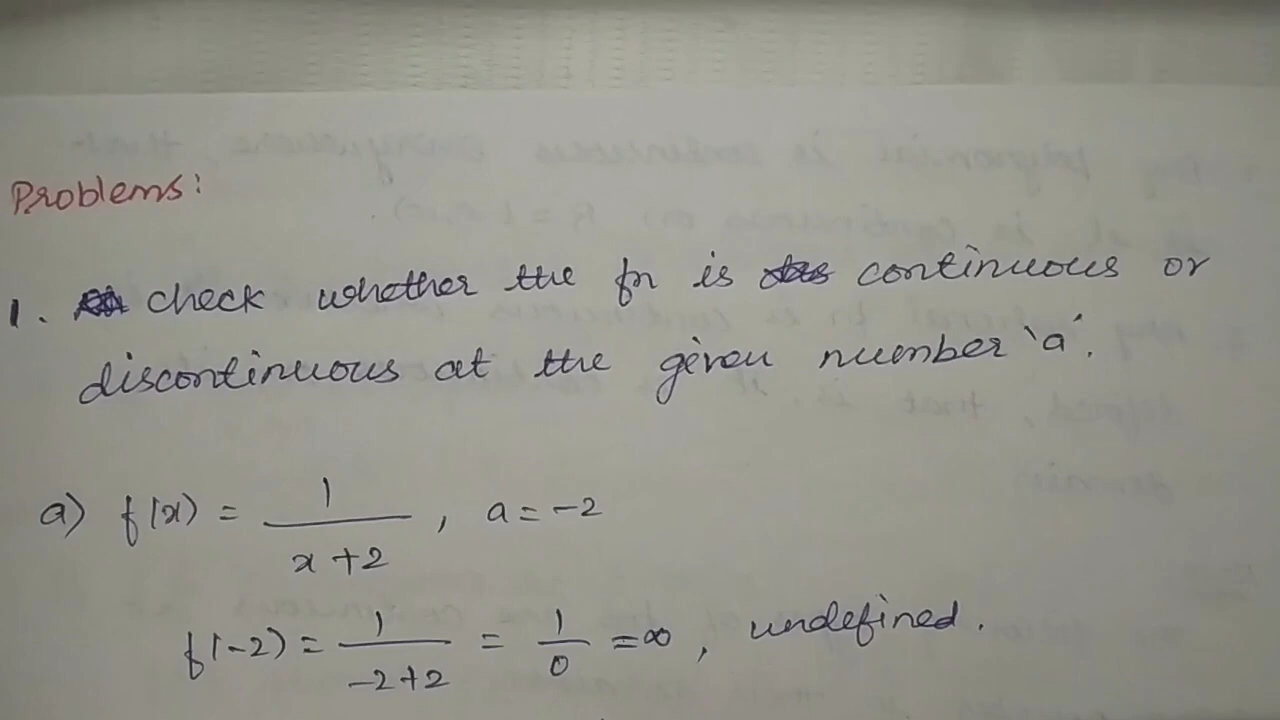 Problems:
1. check whether the fn is continuous or
discontinuous at the given number 'a'.
a) f(x) = 1/(x+2), a = -2
f(-2) = 1/(-2+2) = 1/0 = ∞, undefined.